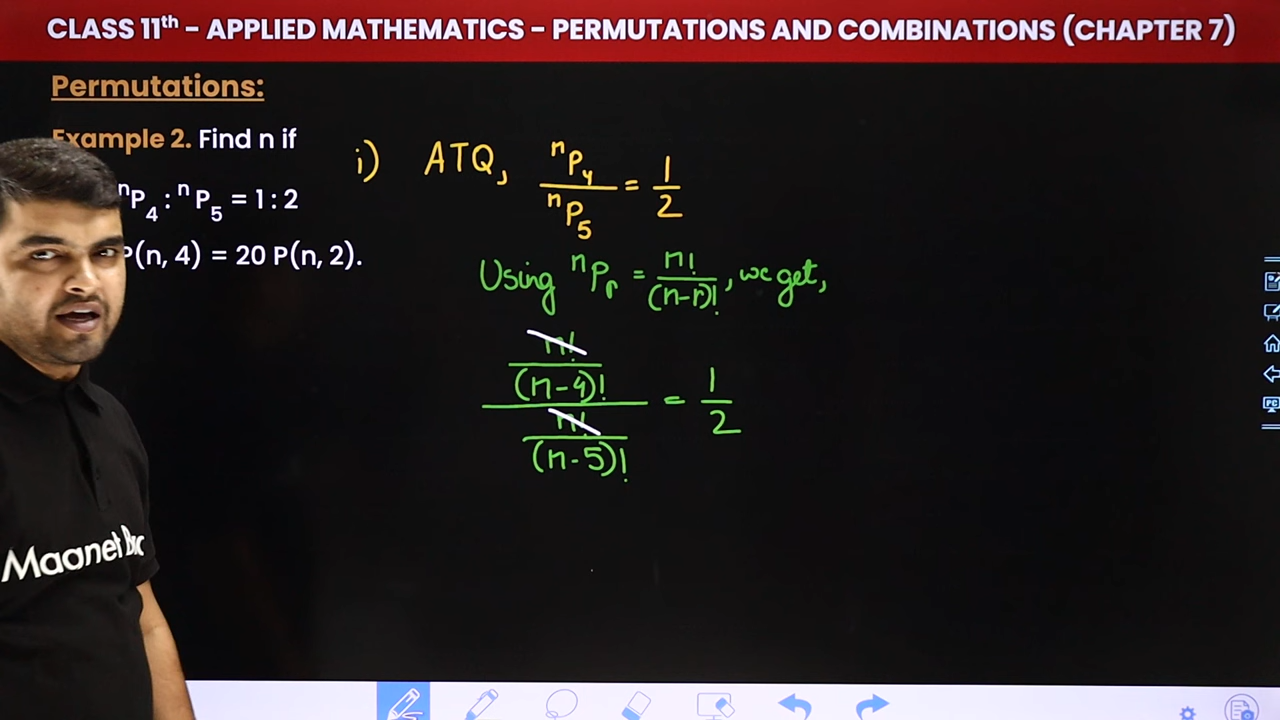 CLASS 11th - APPLIED MATHEMATICS - PERMUTATIONS AND COMBINATIONS (CHAPTER 7)
Permutations:
Example 2. Find n if
ⁿP₄ : ⁿP₅ = 1 : 2
P(n, 4) = 20 P(n, 2).
i) ATQ, ⁿP₄ / ⁿP₅ = 1/2
Using ⁿPᵣ = n!/(n-r)!, we get,
n!/(n-4)! / n!/(n-5)! = 1/2
Maanet
PC